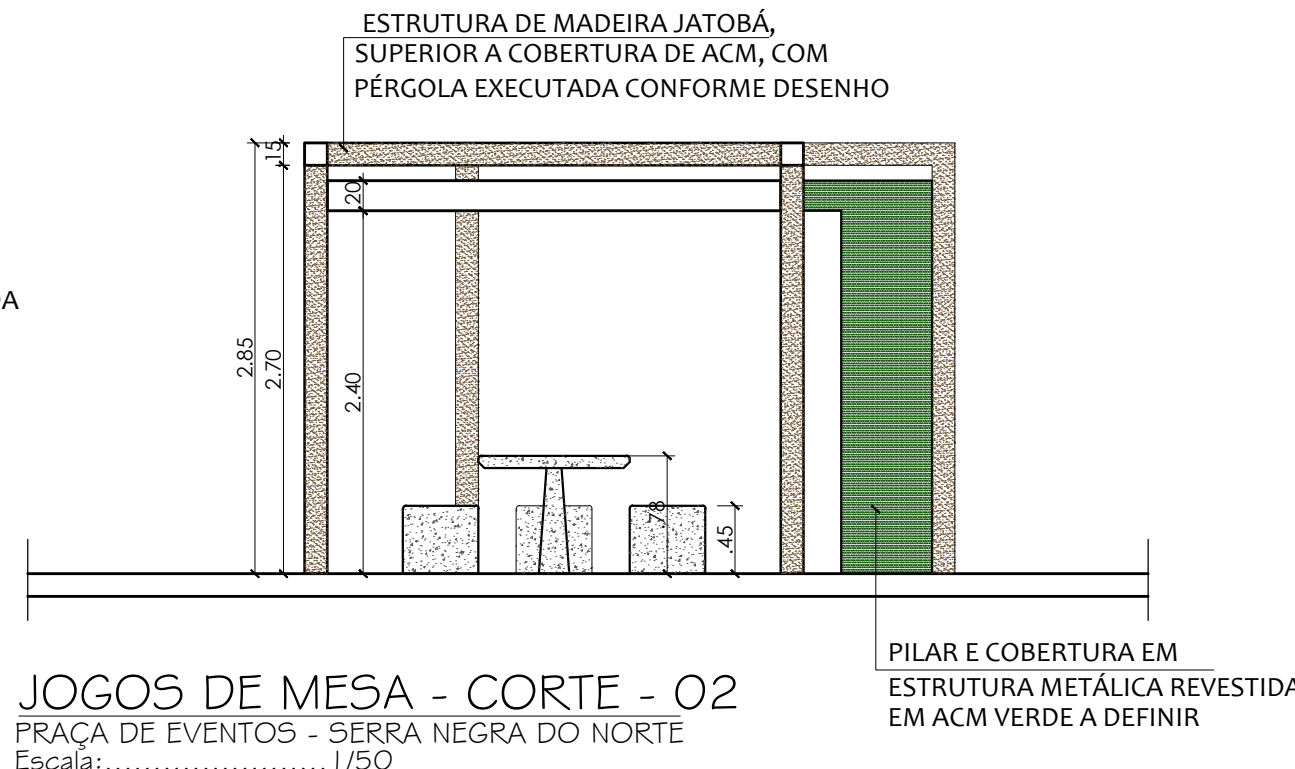 ESTRUTURA DE MADEIRA JATOBÁ,
SUPERIOR A COBERTURA DE ACM, COM
PÉRGOLA EXECUTADA CONFORME DESENHO
.15
.20
DA
2.85
2.70
2.40
.78
.45
PILAR E COBERTURA EM
ESTRUTURA METÁLICA REVESTIDA
EM ACM VERDE A DEFINIR
JOGOS DE MESA - CORTE - 02
PRAÇA DE EVENTOS - SERRA NEGRA DO NORTE
Escala:......................1/50